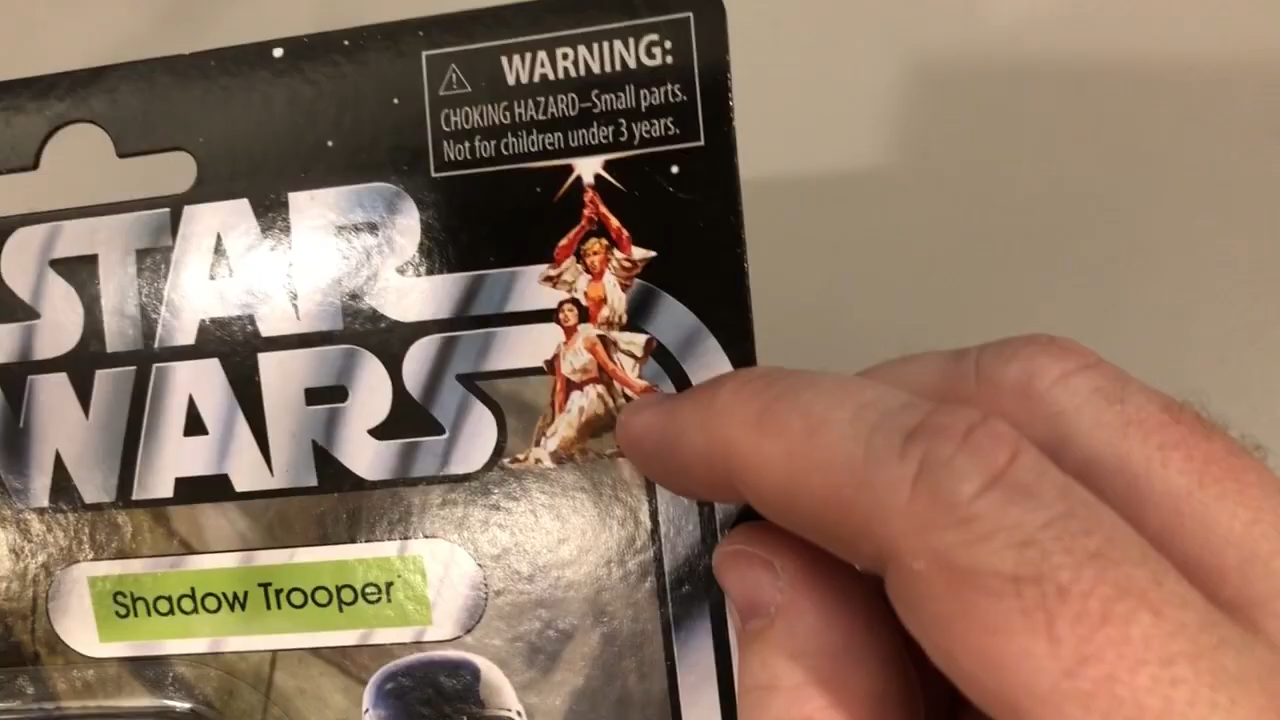 WARNING:
CHOKING HAZARD–Small parts.
Not for children under 3 years.
STAR
WARS
Shadow Trooper